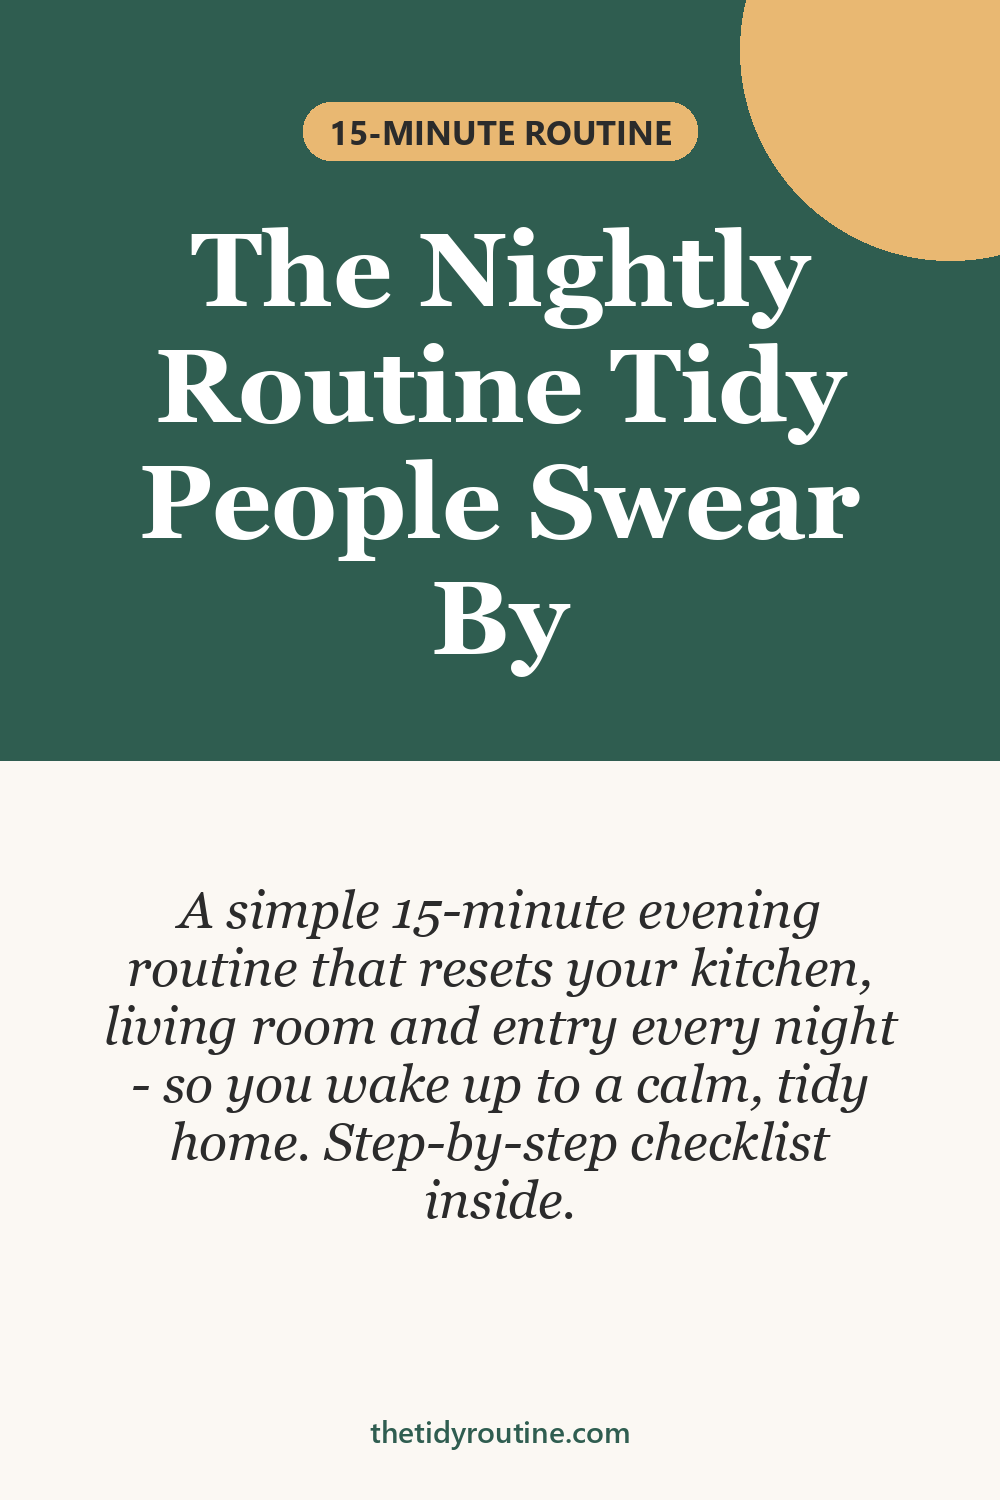 15-MINUTE ROUTINE
The Nightly
Routine Tidy
People Swear
By
A simple 15-minute evening
routine that resets your kitchen,
living room and entry every night
- so you wake up to a calm, tidy
home. Step-by-step checklist
inside.
thetidyroutine.com